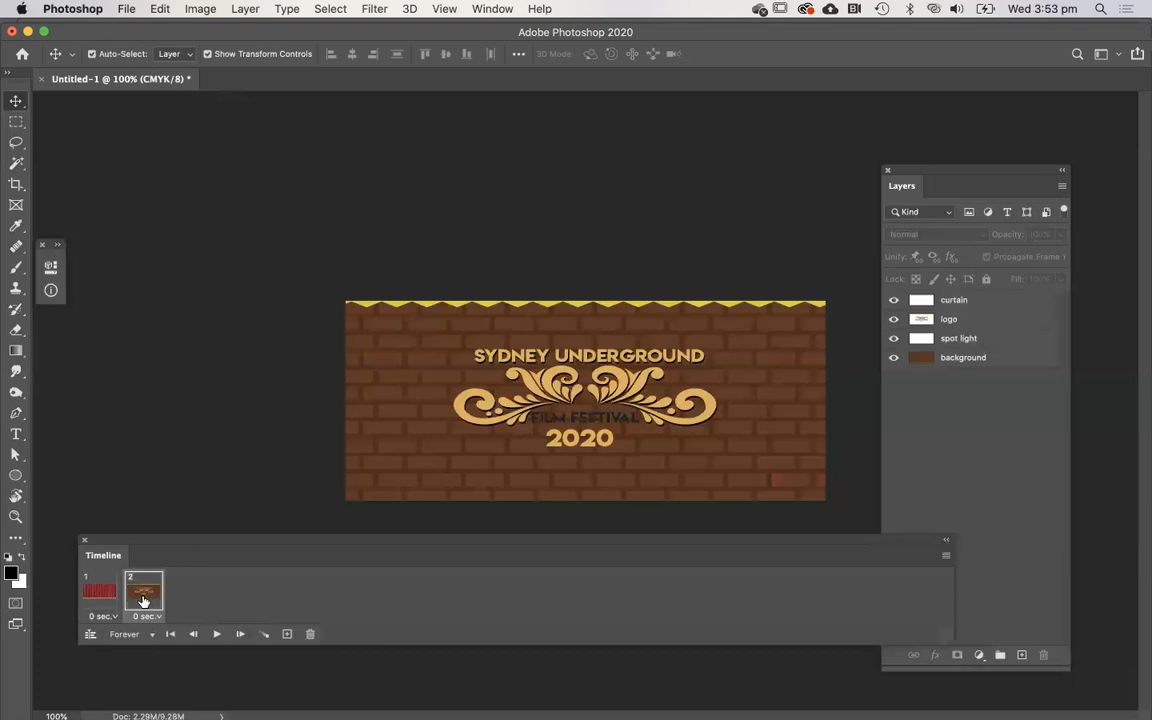 Photoshop File Edit Image Layer Type Select Filter 3D View Window Help Wed 3:53 pm
Adobe Photoshop 2020
Auto-Select: Layer Show Transform Controls 3D Mode:
Untitled-1 @ 100% (CMYK/8) *
Layers
Kind
Normal Opacity: 100%
Unify: Propagate Frame 1
Lock: Fill: 100%
curtain
logo
spot light
background
SYDNEY UNDERGROUND
FILM FESTIVAL
2020
Timeline
1 2
0 sec. 0 sec.
Forever
100% Doc: 2.29M/9.28M